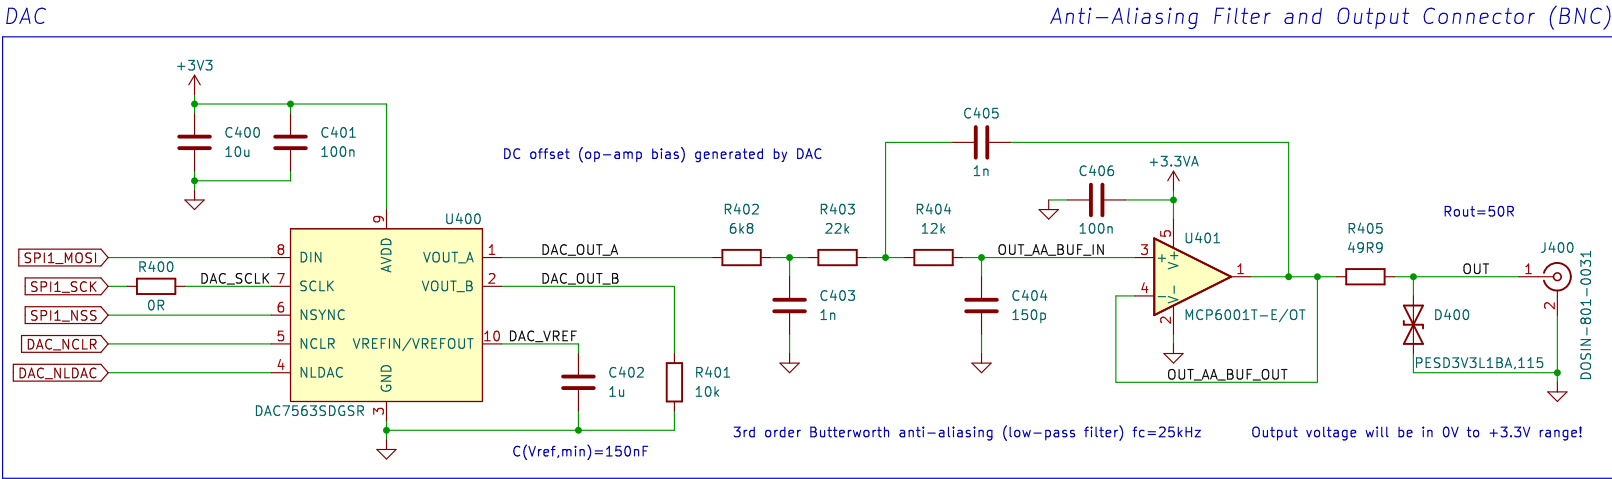 DAC
Anti-Aliasing Filter and Output Connector (BNC)
+3V3
C400
10u
C401
100n
DC offset (op-amp bias) generated by DAC
C405
1n
+3.3VA
C406
100n
Rout=50R
U400
9
AVDD
SPI1_MOSI
8
DIN
VOUT_A
1
DAC_OUT_A
R402
6k8
R403
22k
R404
12k
OUT_AA_BUF_IN
3
+
5
V+
U401
R405
49R9
J400
SPI1_SCK
R400
0R
DAC_SCLK
7
SCLK
VOUT_B
2
DAC_OUT_B
1
OUT
1
SPI1_NSS
6
NSYNC
C403
1n
C404
150p
4
-
V-
2
MCP6001T-E/OT
D400
2
DOSIN-801-0031
DAC_NCLR
5
NCLR
VREFIN/VREFOUT
10
DAC_VREF
PESD3V3L1BA,115
DAC_NLDAC
4
NLDAC
GND
C402
1u
R401
10k
OUT_AA_BUF_OUT
DAC7563SDGSR
3
3rd order Butterworth anti-aliasing (low-pass filter) fc=25kHz
Output voltage will be in 0V to +3.3V range!
C(Vref,min)=150nF